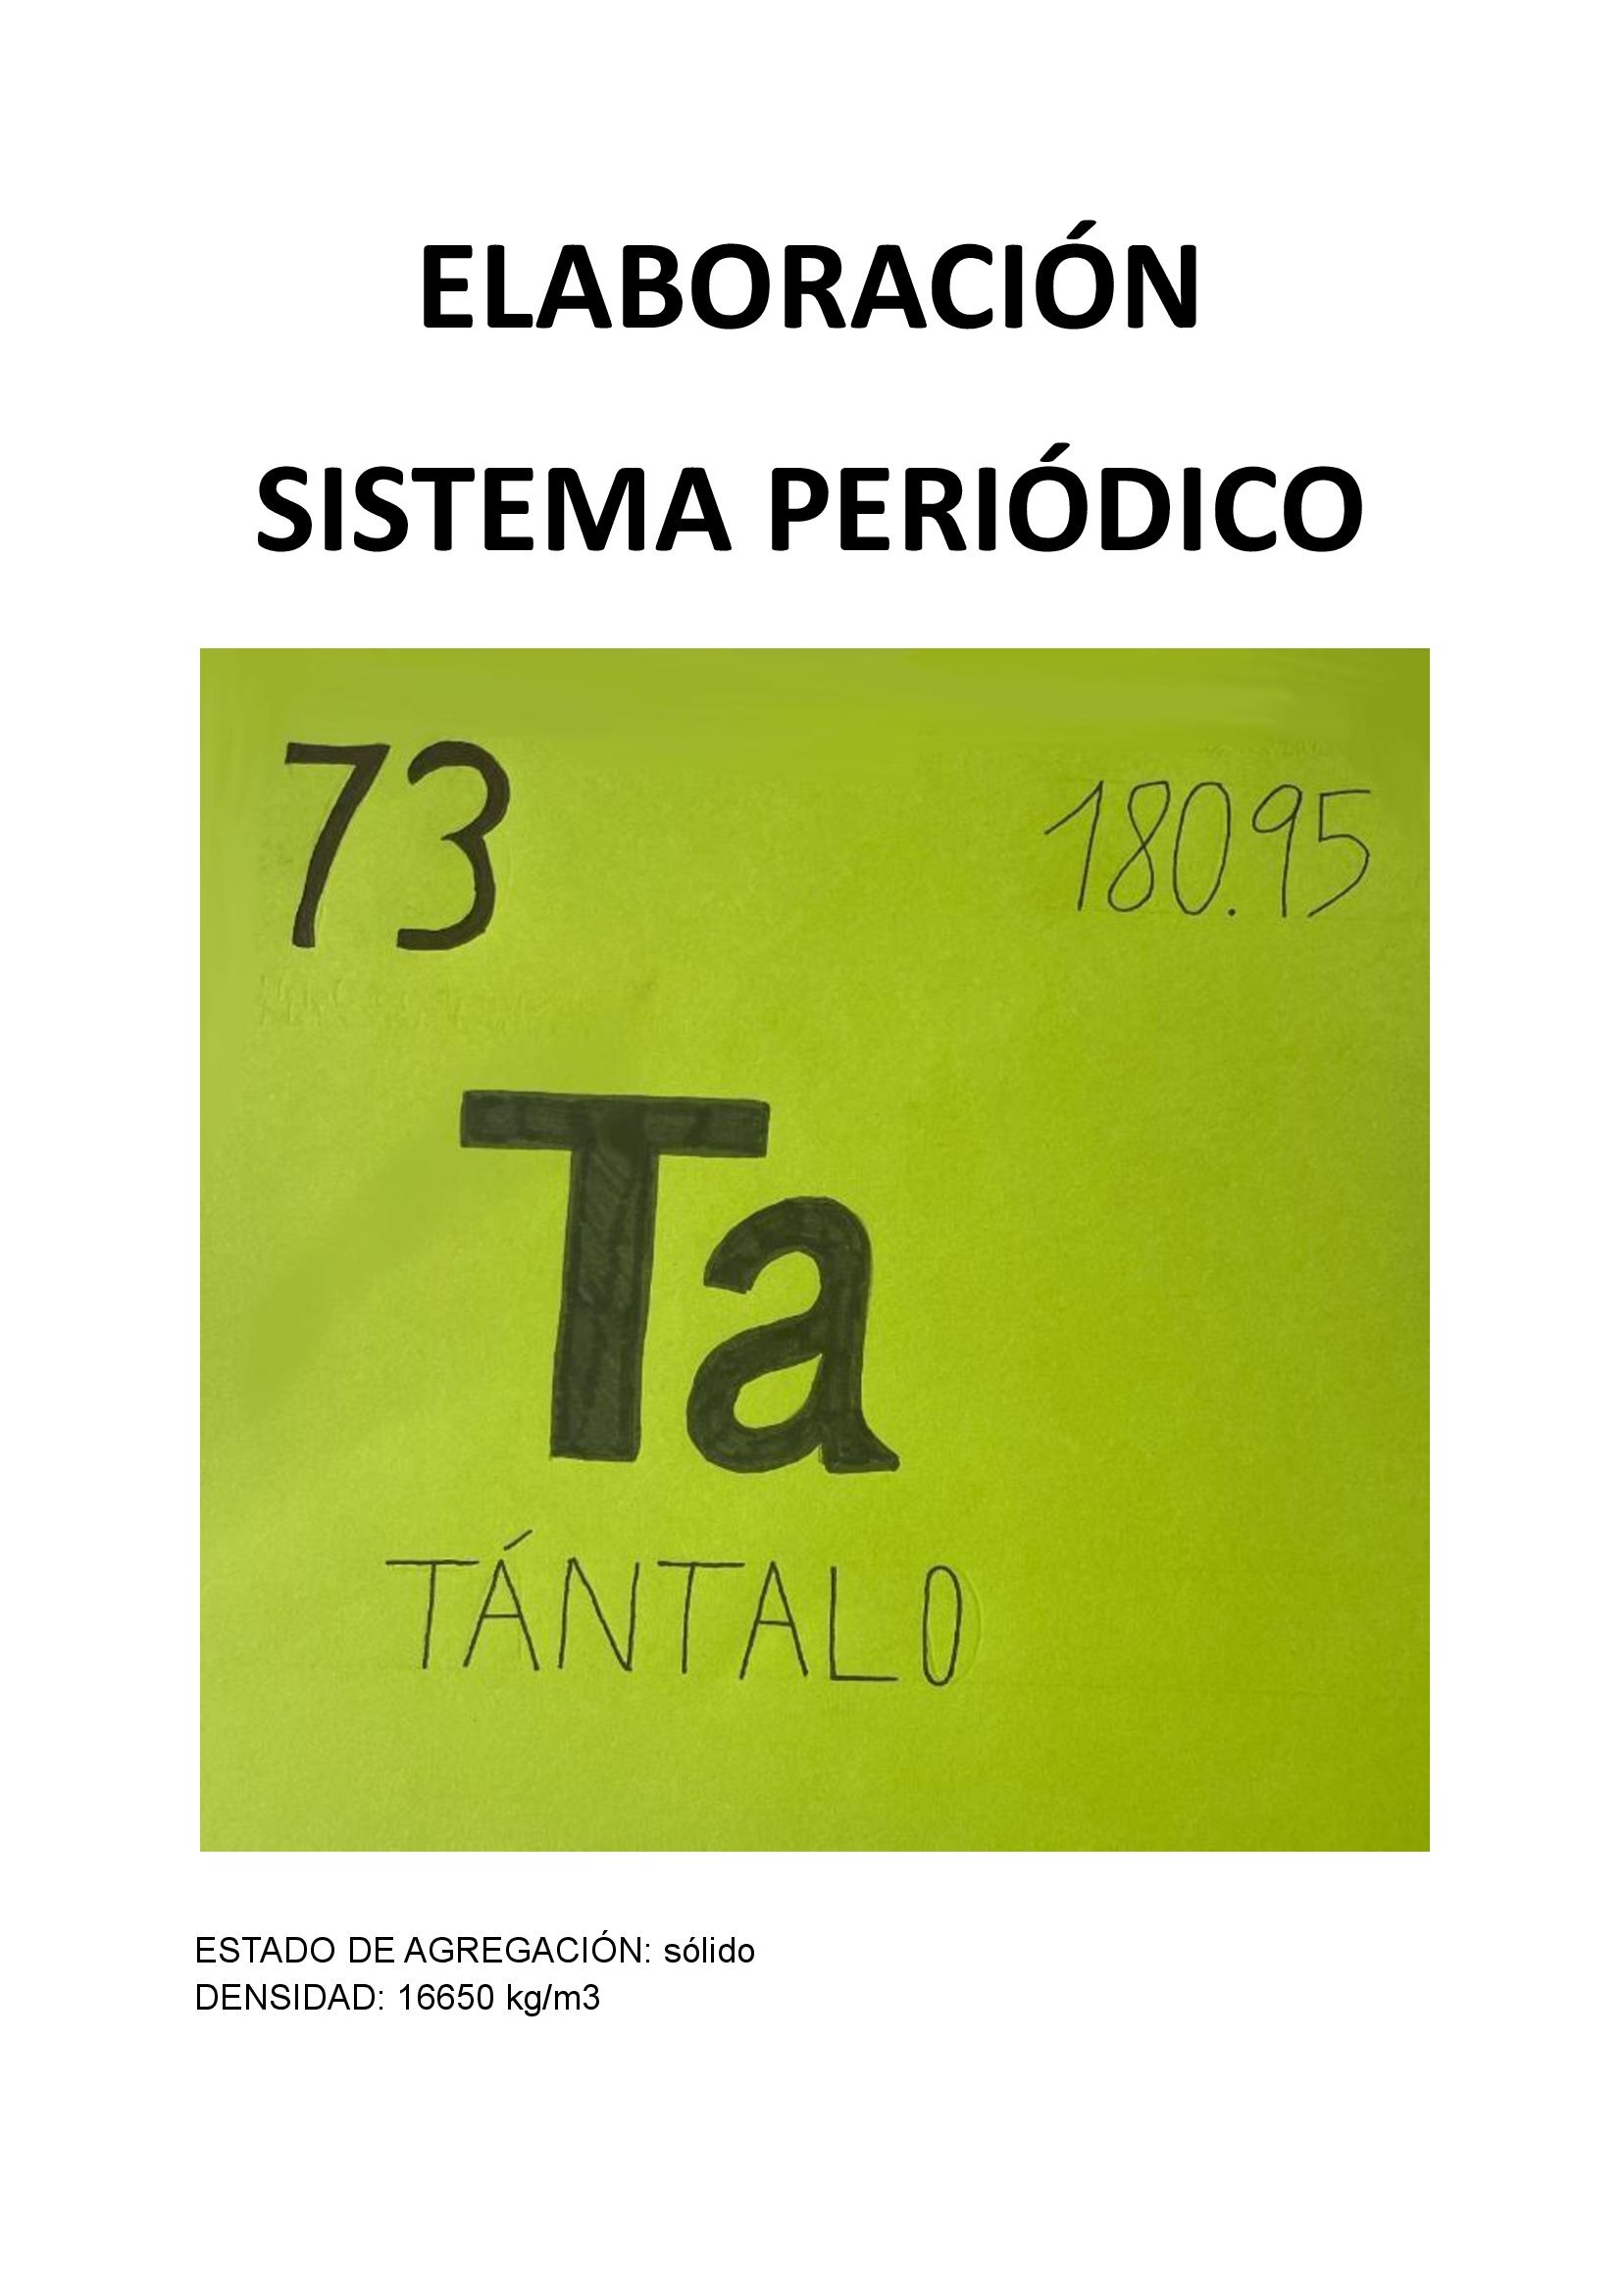 ELABORACIÓN
SISTEMA PERIÓDICO
73
180.95
Ta
TÁNTALO
ESTADO DE AGREGACIÓN: sólido
DENSIDAD: 16650 kg/m3